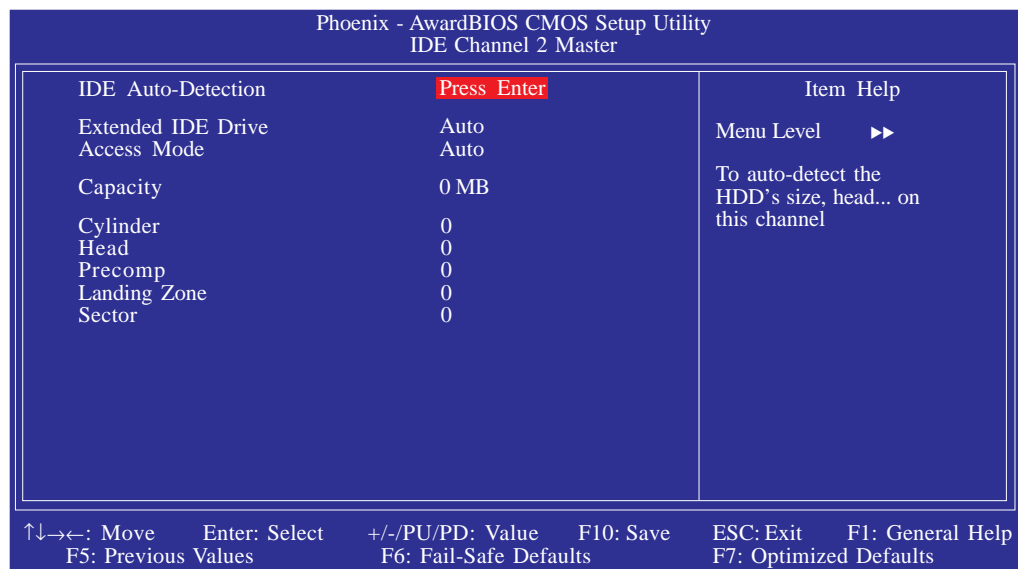 Phoenix - AwardBIOS CMOS Setup Utility
IDE Channel 2 Master
IDE Auto-Detection Press Enter
Extended IDE Drive Auto
Access Mode Auto
Capacity 0 MB
Cylinder 0
Head 0
Precomp 0
Landing Zone 0
Sector 0
Item Help
Menu Level ▶▶
To auto-detect the
HDD's size, head... on
this channel
↑↓→←: Move Enter: Select +/-/PU/PD: Value F10: Save ESC: Exit F1: General Help
F5: Previous Values F6: Fail-Safe Defaults F7: Optimized Defaults